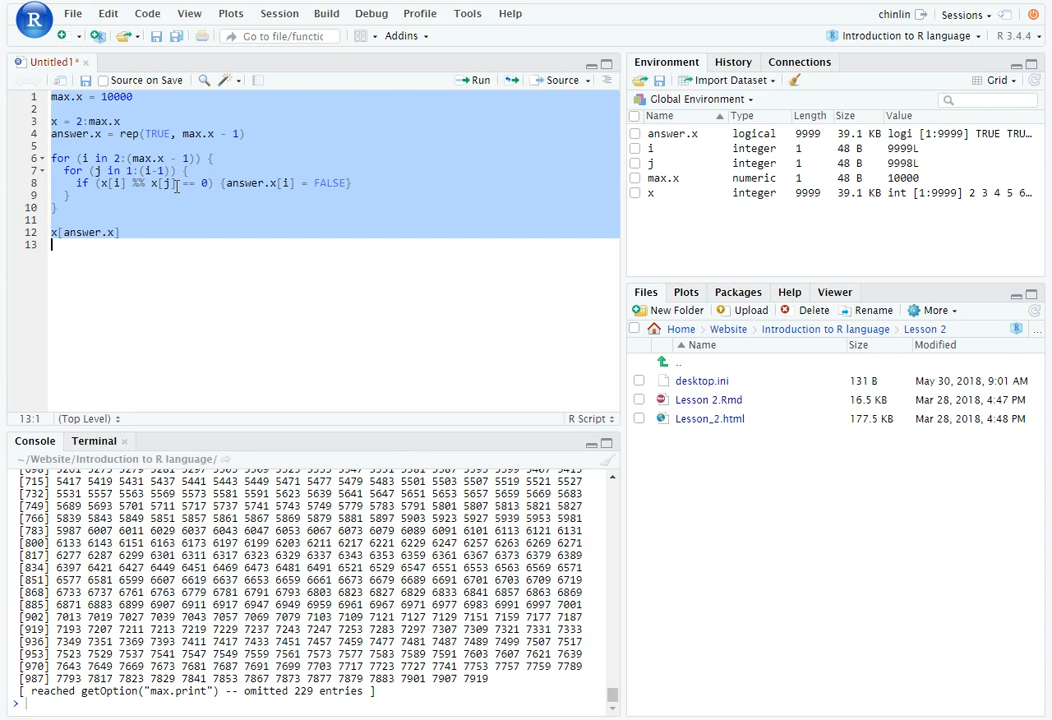 File Edit Code View Plots Session Build Debug Profile Tools Help chinlin Sessions
Go to file/functic Addins Introduction to R language R 3.4.4
Untitled1* ×
Source on Save Run Source
1 max.x = 10000
2
3 x = 2:max.x
4 answer.x = rep(TRUE, max.x - 1)
5
6 for (i in 2:(max.x - 1)) {
7 for (j in 1:(i-1)) {
8 if (x[i] %% x[j] == 0) {answer.x[i] = FALSE}
9 }
10 }
11
12 x[answer.x]
13
13:1 (Top Level) R Script
Console Terminal ×
~/Website/Introduction to R language/
[715] 5417 5419 5431 5437 5441 5443 5449 5471 5477 5479 5483 5501 5503 5507 5519 5521 5527
[732] 5531 5557 5563 5569 5573 5581 5591 5623 5639 5641 5647 5651 5653 5657 5659 5669 5683
[749] 5689 5693 5701 5711 5717 5737 5741 5743 5749 5779 5783 5791 5801 5807 5813 5821 5827
[766] 5839 5843 5849 5851 5857 5861 5867 5869 5879 5881 5897 5903 5923 5927 5939 5953 5981
[783] 5987 6007 6011 6029 6037 6043 6047 6053 6067 6073 6079 6089 6091 6101 6113 6121 6131
[800] 6133 6143 6151 6163 6173 6197 6199 6203 6211 6217 6221 6229 6247 6257 6263 6269 6271
[817] 6277 6287 6299 6301 6311 6317 6323 6329 6337 6343 6353 6359 6361 6367 6373 6379 6389
[834] 6397 6421 6427 6449 6451 6469 6473 6481 6491 6521 6529 6547 6551 6553 6563 6569 6571
[851] 6577 6581 6599 6607 6619 6637 6653 6659 6661 6673 6679 6689 6691 6701 6703 6709 6719
[868] 6733 6737 6761 6763 6779 6781 6791 6793 6803 6823 6827 6829 6833 6841 6857 6863 6869
[885] 6871 6883 6899 6907 6911 6917 6947 6949 6959 6961 6967 6971 6977 6983 6991 6997 7001
[902] 7013 7019 7027 7039 7043 7057 7069 7079 7103 7109 7121 7127 7129 7151 7159 7177 7187
[919] 7193 7207 7211 7213 7219 7229 7237 7243 7247 7253 7283 7297 7307 7309 7321 7331 7333
[936] 7349 7351 7369 7393 7411 7417 7433 7451 7457 7459 7477 7481 7487 7489 7499 7507 7517
[953] 7523 7529 7537 7541 7547 7549 7559 7561 7573 7577 7583 7589 7591 7603 7607 7621 7639
[970] 7643 7649 7669 7673 7681 7687 7691 7699 7703 7717 7723 7727 7741 7753 7757 7759 7789
[987] 7793 7817 7823 7829 7841 7853 7867 7873 7877 7879 7883 7901 7907 7919
[ reached getOption("max.print") -- omitted 229 entries ]
>
Environment History Connections
Import Dataset Grid
Global Environment
Name Type Length Size Value
answer.x logical 9999 39.1 KB logi [1:9999] TRUE TRU…
i integer 1 48 B 9999L
j integer 1 48 B 9998L
max.x numeric 1 48 B 10000
x integer 9999 39.1 KB int [1:9999] 2 3 4 5 6…
Files Plots Packages Help Viewer
New Folder Upload Delete Rename More
Home Website Introduction to R language Lesson 2 ...
Name Size Modified
..
desktop.ini 131 B May 30, 2018, 9:01 AM
Lesson 2.Rmd 16.5 KB Mar 28, 2018, 4:47 PM
Lesson_2.html 177.5 KB Mar 28, 2018, 4:48 PM